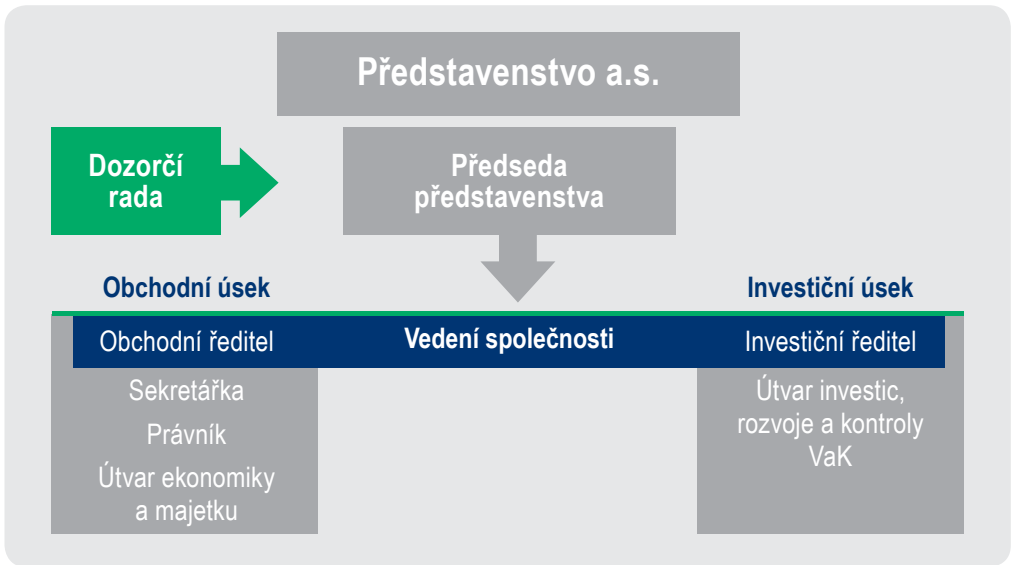 Představenstvo a.s.
Dozorčí
rada
Předseda
představenstva
Obchodní úsek
Investiční úsek
Obchodní ředitel
Vedení společnosti
Investiční ředitel
Sekretářka
Právník
Útvar ekonomiky
a majetku
Útvar investic,
rozvoje a kontroly
VaK